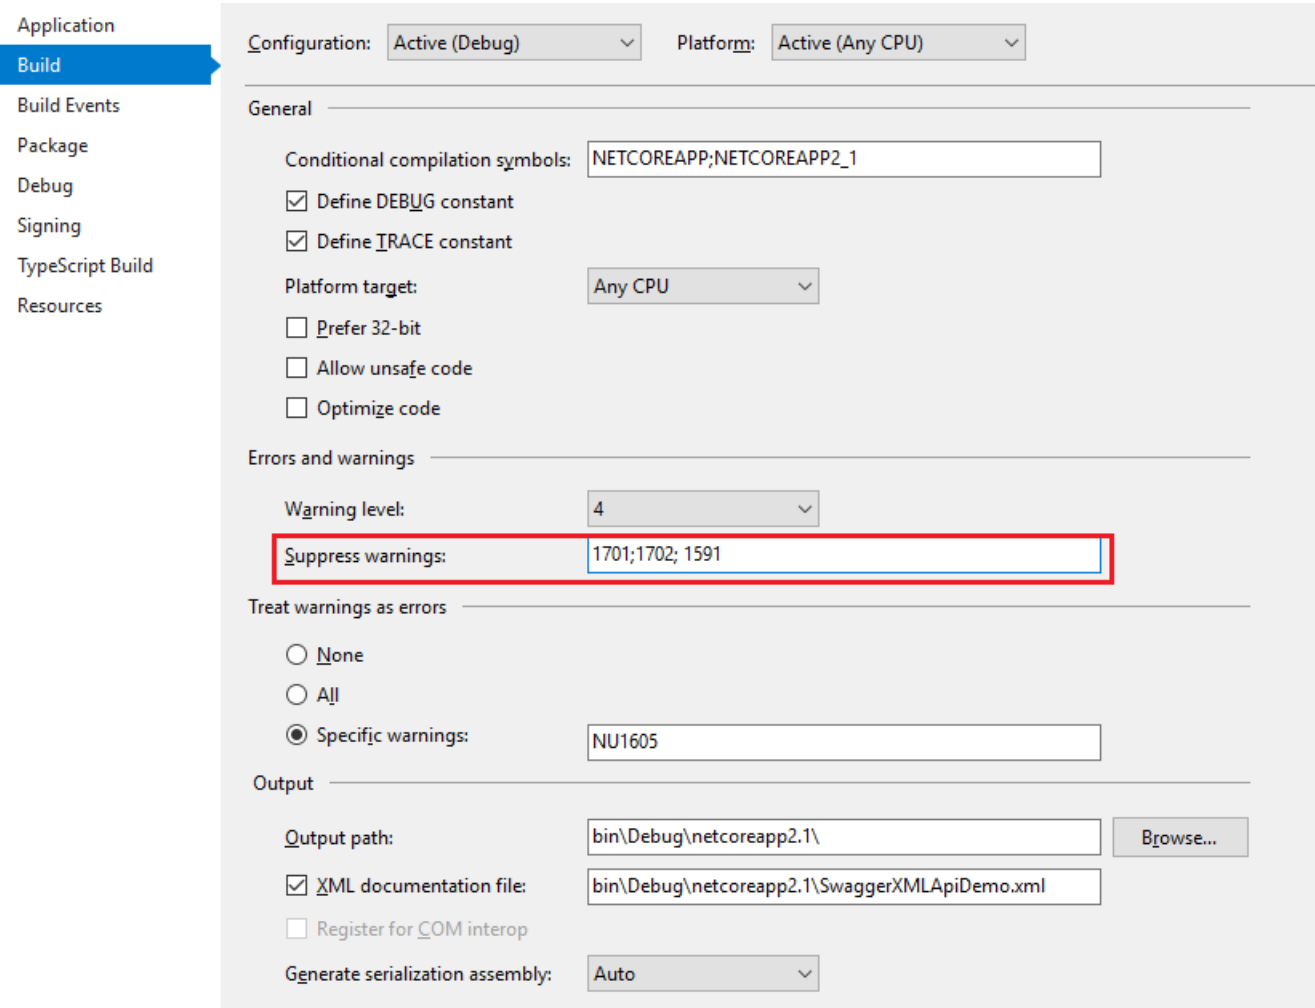 Application
Build
Build Events
Package
Debug
Signing
TypeScript Build
Resources
Configuration: Active (Debug) Platform: Active (Any CPU)
General
Conditional compilation symbols: NETCOREAPP;NETCOREAPP2_1
Define DEBUG constant
Define TRACE constant
Platform target: Any CPU
Prefer 32-bit
Allow unsafe code
Optimize code
Errors and warnings
Warning level: 4
Suppress warnings: 1701;1702; 1591
Treat warnings as errors
None
All
Specific warnings: NU1605
Output
Output path: bin\Debug\netcoreapp2.1\ Browse...
XML documentation file: bin\Debug\netcoreapp2.1\SwaggerXMLApiDemo.xml
Register for COM interop
Generate serialization assembly: Auto